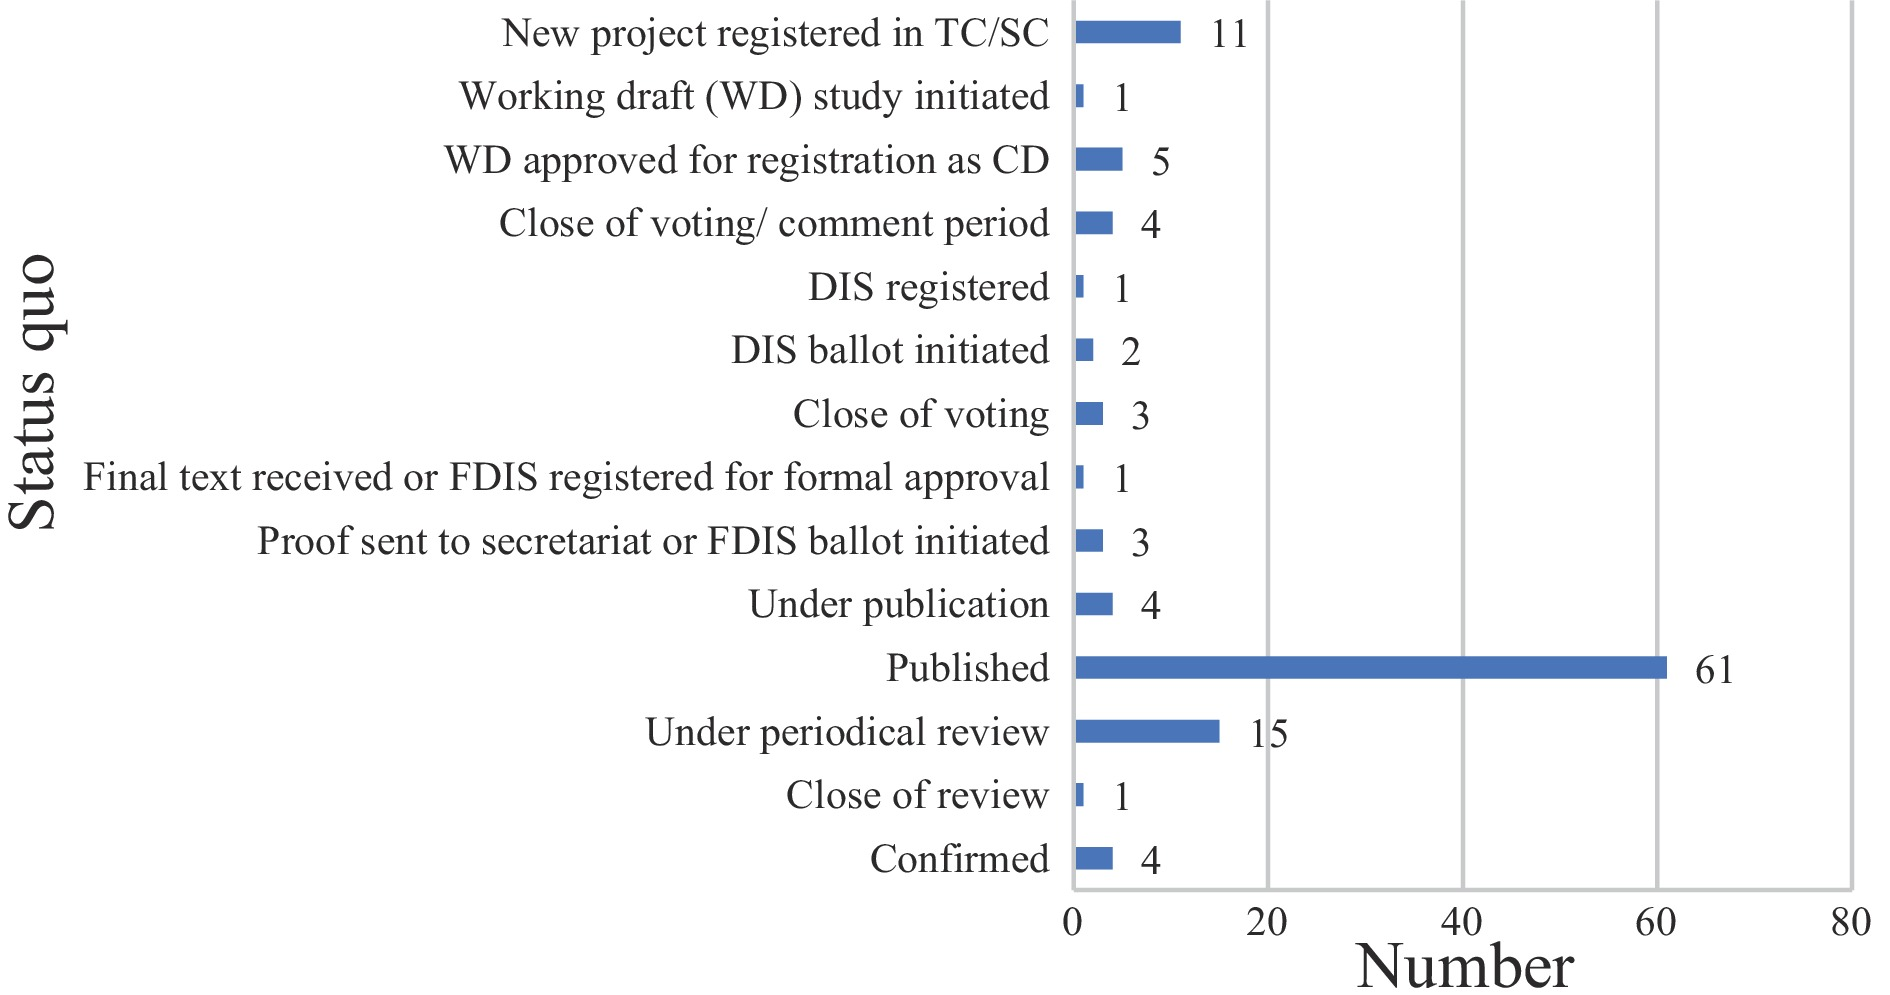 New project registered in TC/SC 11
Working draft (WD) study initiated 1
WD approved for registration as CD 5
Close of voting/ comment period 4
DIS registered 1
DIS ballot initiated 2
Close of voting 3
Final text received or FDIS registered for formal approval 1
Proof sent to secretariat or FDIS ballot initiated 3
Under publication 4
Published 61
Under periodical review 15
Close of review 1
Confirmed 4
Status quo
0 20 40 60 80
Number